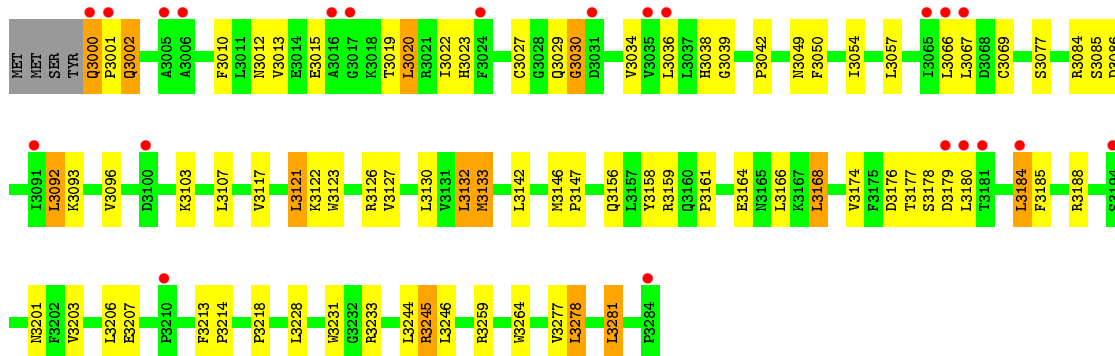 MET MET SER TYR Q3000 P3001 Q3002 A3005 A3006 F3010 L3011 N3012 V3013 E3014 E3015 A3016 G3017 K3018 T3019 L3020 R3021 I3022 H3023 F3024 C3027 G3028 Q3029 G3030 D3031 V3034 V3035 L3036 L3037 H3038 G3039 P3042 N3049 F3050 I3054 L3057 I3065 L3066 L3067 D3068 C3069 S3077 R3084 S3085
I3091 L3092 K3093 V3096 D3100 K3103 L3107 V3117 L3121 K3122 W3123 R3126 V3127 L3130 V3131 L3132 M3133 L3142 M3146 P3147 Q3156 L3157 Y3158 R3159 Q3160 P3161 E3164 N3165 L3166 K3167 L3168 V3174 F3175 D3176 T3177 S3178 D3179 L3180 T3181 L3184 F3185 R3188
N3201 F3202 V3203 L3206 E3207 P3210 F3213 P3214 P3218 L3228 W3231 G3232 R3233 L3244 R3245 L3246 R3259 W3264 V3277 L3278 L3281 P3284